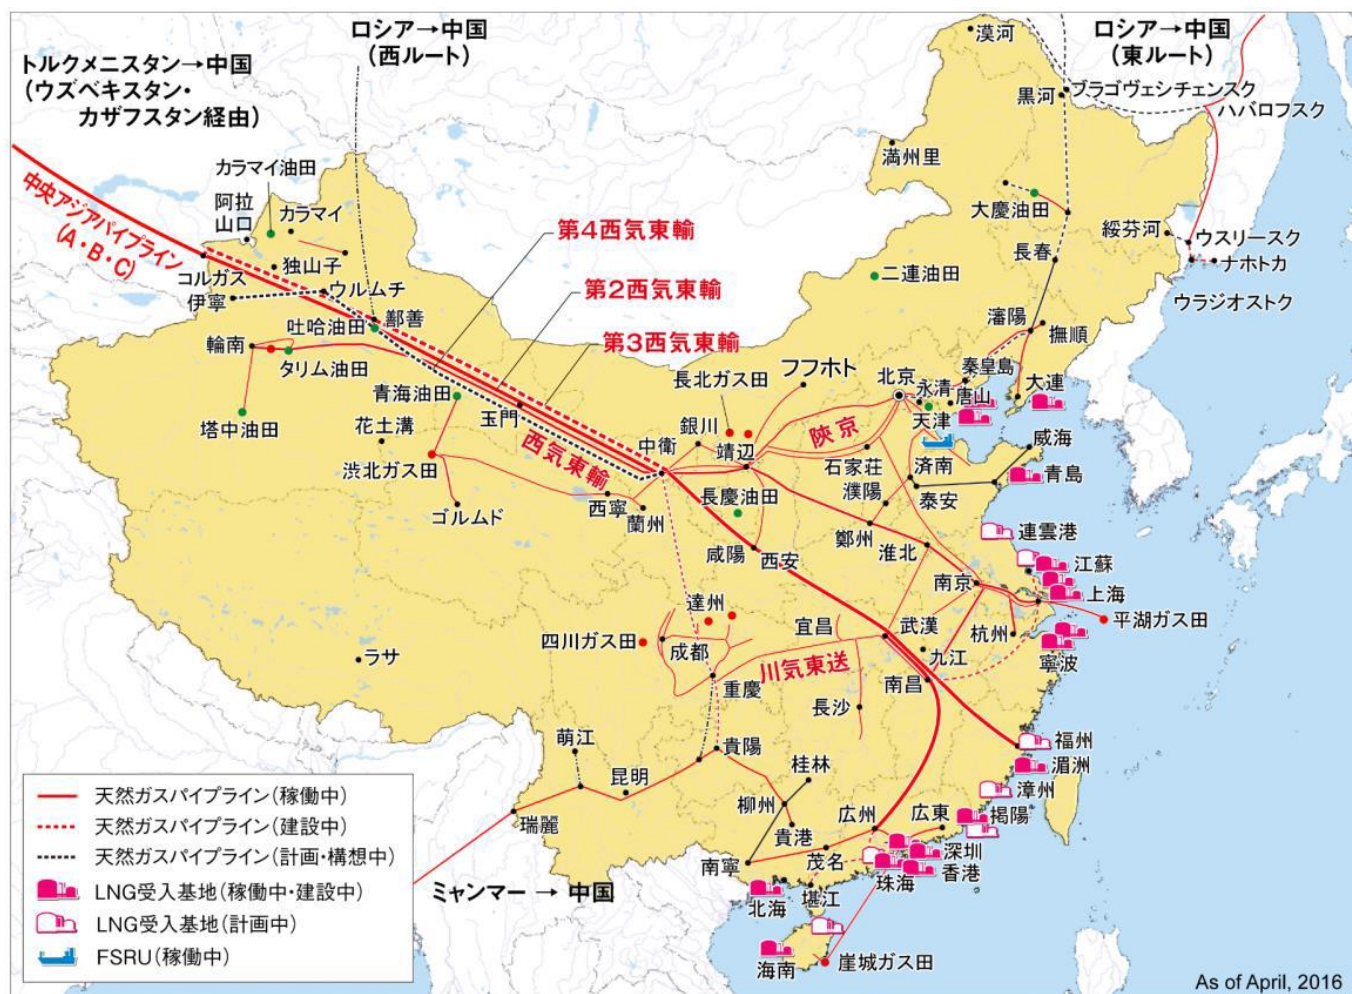 ロシア→中国
(西ルート)
ロシア→中国
(東ルート)
トルクメニスタン→中国
(ウズベキスタン・
カザフスタン経由)
漠河
ブラゴヴェシチェンスク
黒河
ハバロフスク
満州里
カラマイ油田
阿拉
山口
カラマイ
中央アジアパイプライン
(A・B・C)
大慶油田
綏芬河
ウスリースク
ナホトカ
ウラジオストク
長春
第4西気東輸
二連油田
コルガス
独山子
伊寧
ウルムチ
第2西気東輸
吐哈油田
鄯善
瀋陽
撫順
輪南
タリム油田
第3西気東輸
長北ガス田
フフホト
北京
秦皇島
永清
唐山
大連
天津
青海油田
玉門
塔中油田
花土溝
中衛
銀川
靖辺
陝京
石家荘
済南
威海
渋北ガス田
西気東輸
濮陽
泰安
青島
ゴルムド
西寧
蘭州
長慶油田
鄭州
淮北
連雲港
咸陽
西安
南京
江蘇
上海
達州
平湖ガス田
四川ガス田
成都
宜昌
武漢
杭州
九江
寧波
ラサ
川気東送
重慶
南昌
長沙
萌江
貴陽
福州
昆明
桂林
湄洲
漳州
柳州
瑞麗
貴港
広州
広東
掲陽
南寧
茂名
深圳
珠海
香港
ミャンマー → 中国
北海
堪江
海南
崖城ガス田
天然ガスパイプライン(稼働中)
天然ガスパイプライン(建設中)
天然ガスパイプライン(計画・構想中)
LNG受入基地(稼働中・建設中)
LNG受入基地(計画中)
FSRU(稼働中)
As of April, 2016